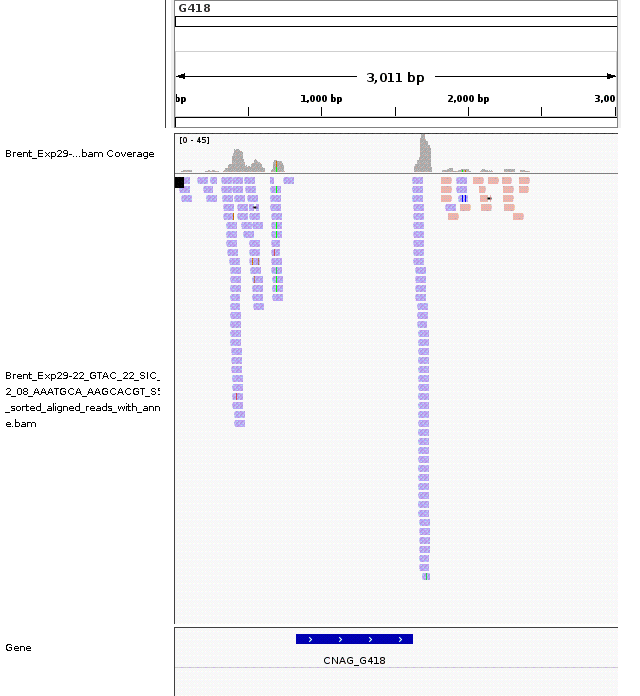 G418
3,011 bp
bp
1,000 bp
2,000 bp
3,00
[0 - 45]
Brent_Exp29-...bam Coverage
Brent_Exp29-22_GTAC_22_SIC_
2_08_AAATGCA_AAGCACGT_S5
_sorted_aligned_reads_with_ann
e.bam
Gene
CNAG_G418